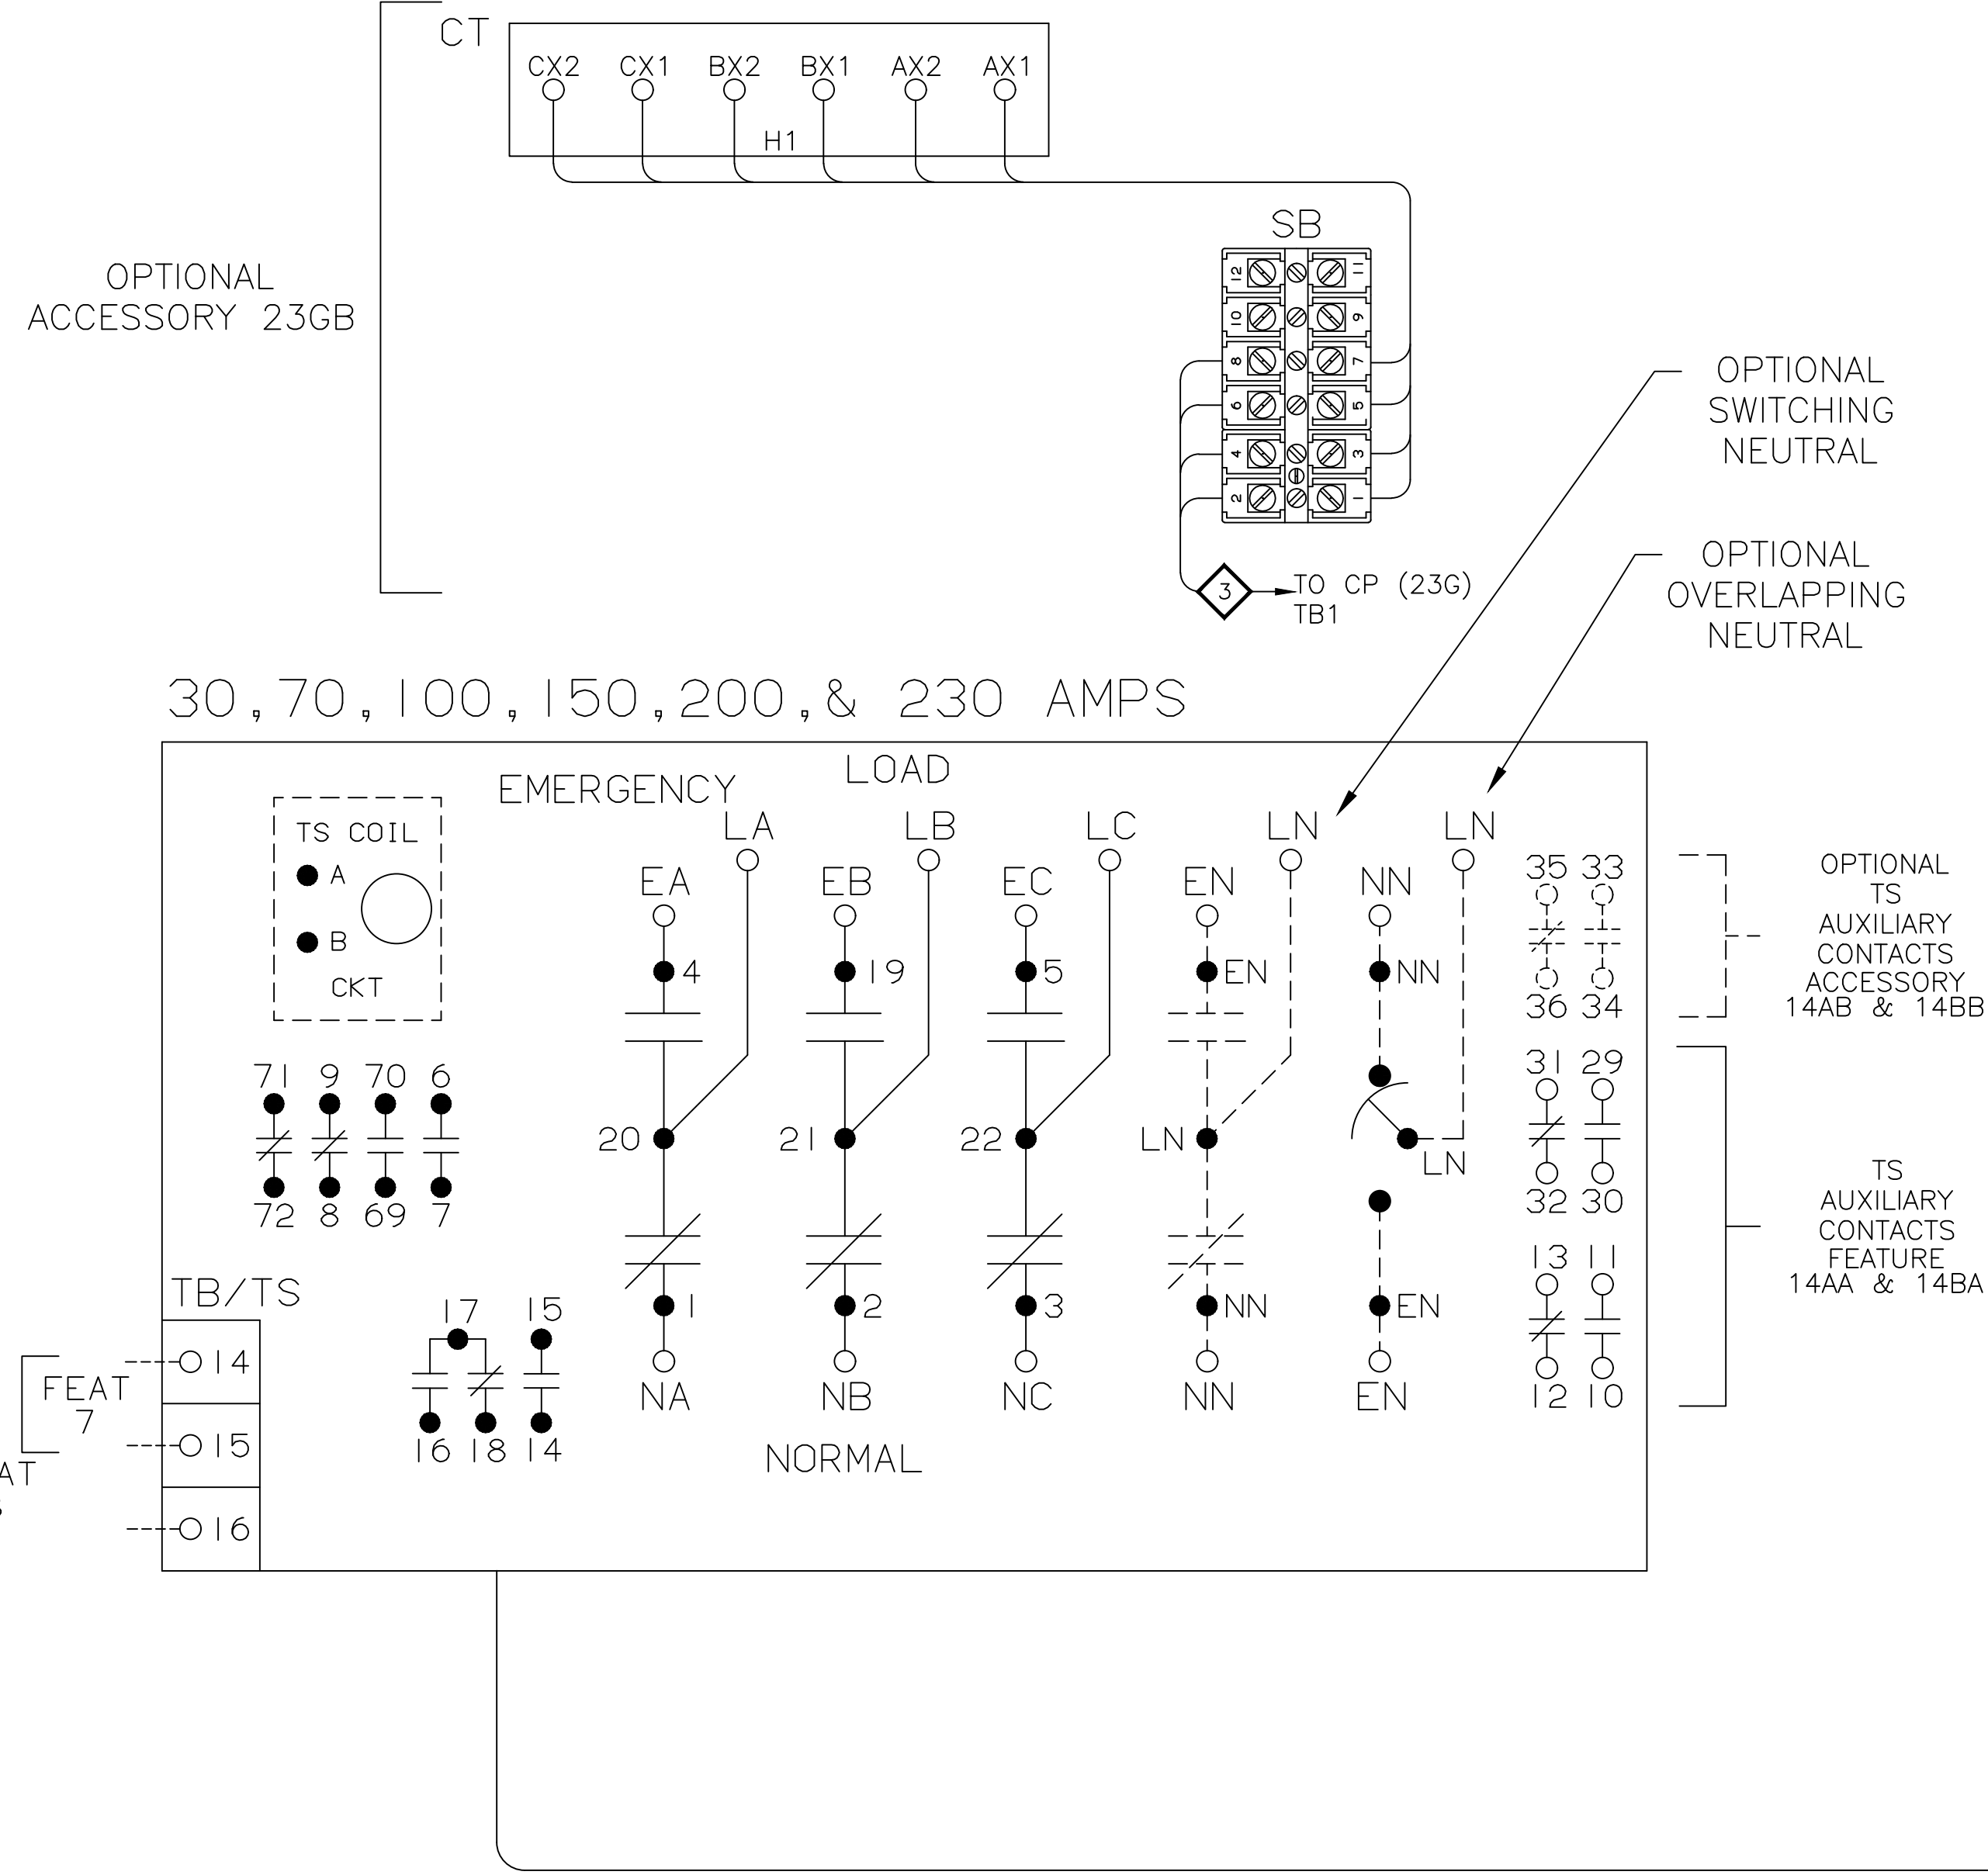 CT
CX2 CX1 BX2 BX1 AX2 AX1
H1
OPTIONAL
ACCESSORY 23GB
SB
12 11
10 9
8 7
6 5
4 3
2 1
3
TO CP (23G)
TB1
OPTIONAL
SWITCHING
NEUTRAL
OPTIONAL
OVERLAPPING
NEUTRAL
30,70,100,150,200,& 230 AMPS
EMERGENCY
LOAD
LA LB LC LN LN
TS COIL
A
B
CKT
EA EB EC EN NN
4 19 5 EN NN
35 33
36 34
OPTIONAL
TS
AUXILIARY
CONTACTS
ACCESSORY
14AB & 14BB
71 9 70 6
72 8 69 7
20 21 22 LN LN
31 29
32 30
TS
AUXILIARY
CONTACTS
FEATURE
14AA & 14BA
13 11
12 10
TB/TS
14
15
16
FEAT
7
17 15
16 18 14
1 2 3 NN EN
NA NB NC NN EN
NORMAL